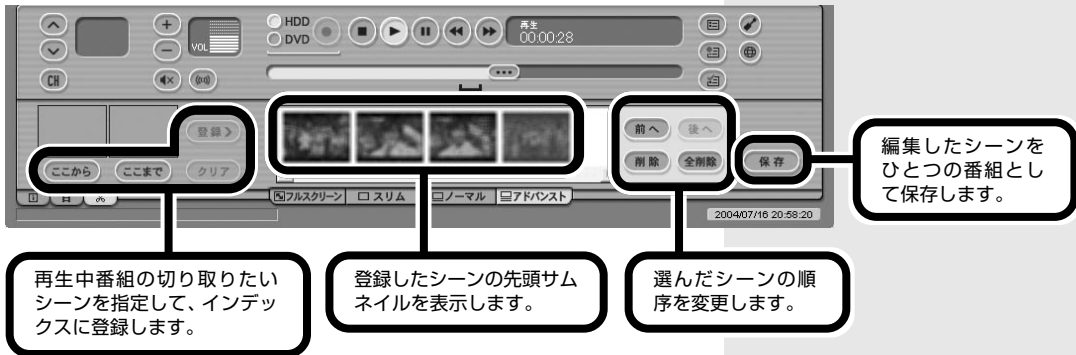 HDD
DVD
VOL
CH
再生
00:00:28
登録
ここから
ここまで
クリア
前へ
後へ
削除
全削除
保存
フルスクリーン
スリム
ノーマル
アドバンスト
2004/07/16 20:58:20
編集したシーンを
ひとつの番組とし
て保存します。
再生中番組の切り取りたい
シーンを指定して、インデッ
クスに登録します。
登録したシーンの先頭サム
ネイルを表示します。
選んだシーンの順
序を変更します。